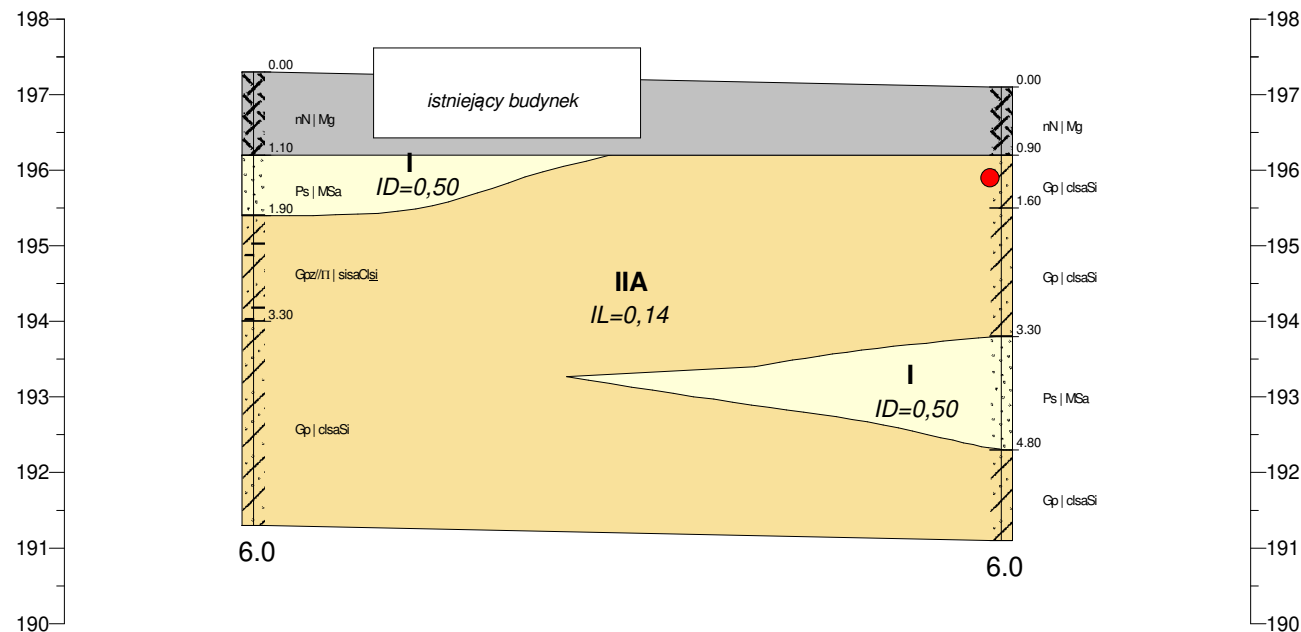 198
197
196
195
194
193
192
191
190
0.00
nN | Mg
1.10
Ps | MSa
1.90
Gpz//Π | sisaClsi
3.30
Gp | clsaSi
6.0
istniejący budynek
I
ID=0,50
IIA
IL=0,14
I
ID=0,50
0.00
nN | Mg
0.90
Gp | clsaSi
1.60
Gp | clsaSi
3.30
Ps | MSa
4.80
Gp | clsaSi
6.0
198
197
196
195
194
193
192
191
190